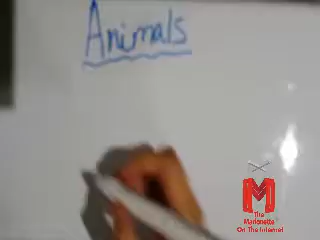 Animals
M
The
Marionette
On The Internet